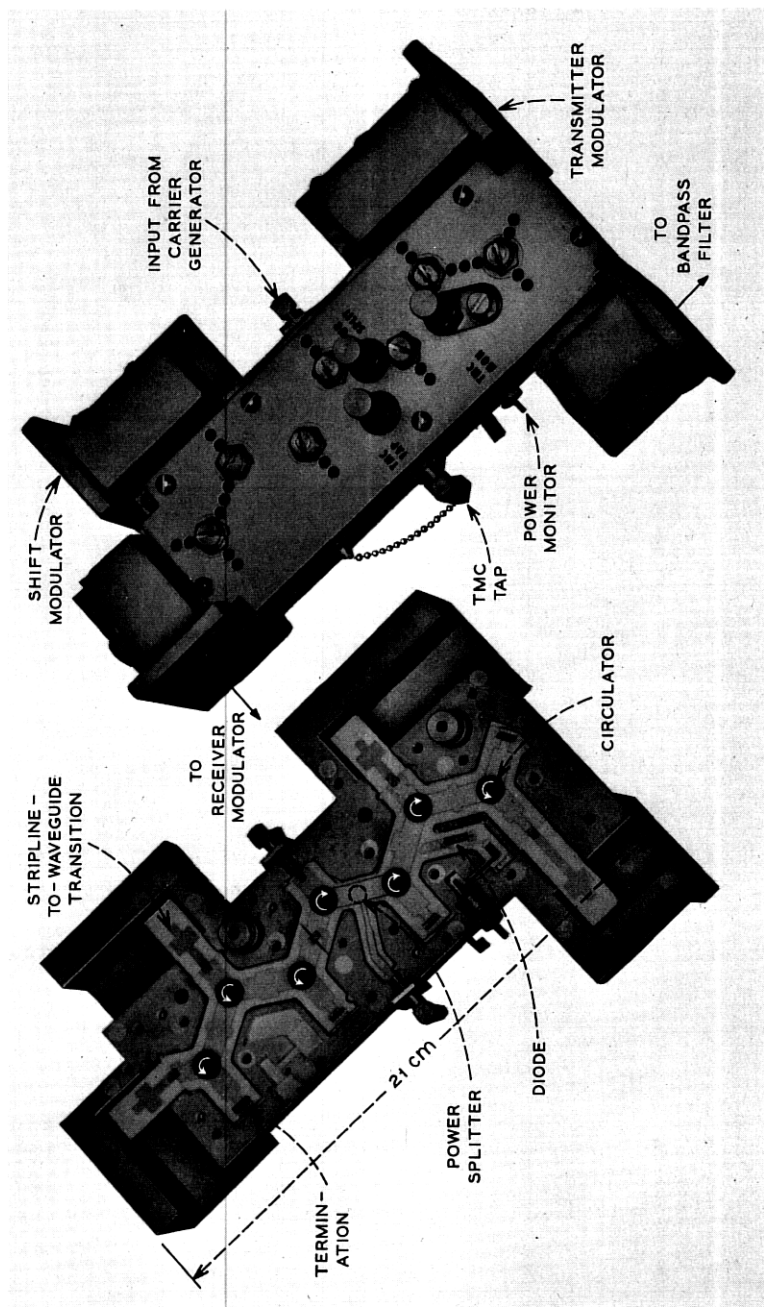 TRANSMITTER
MODULATOR
INPUT FROM
CARRIER
GENERATOR
TO
BANDPASS
FILTER
SHIFT
MODULATOR
POWER
MONITOR
TMC
TAP
TO
RECEIVER
MODULATOR
CIRCULATOR
STRIPLINE-
TO-WAVEGUIDE
TRANSITION
21 cm
DIODE
POWER
SPLITTER
TERMIN-
ATION